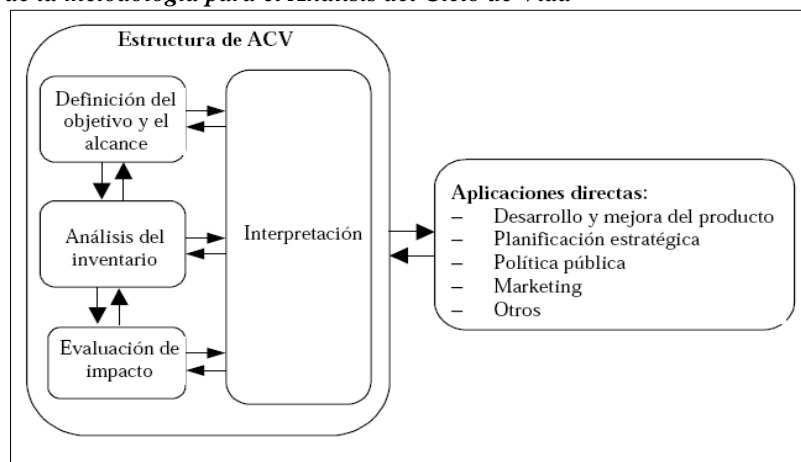 de la metodología para el Análisis del Ciclo de Vida
Estructura de ACV
Definición del
objetivo y el
alcance
Análisis del
inventario
Evaluación de
impacto
Interpretación
Aplicaciones directas:
– Desarrollo y mejora del producto
– Planificación estratégica
– Política pública
– Marketing
– Otros